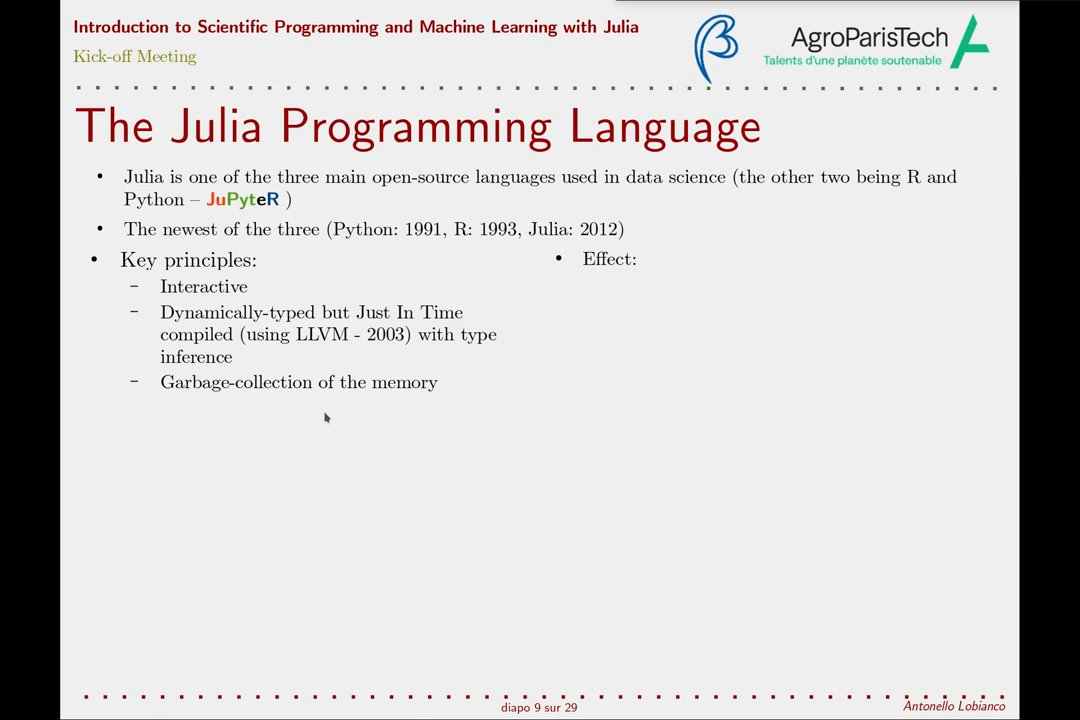 Introduction to Scientific Programming and Machine Learning with Julia
Kick-off Meeting
AgroParisTech
Talents d'une planète soutenable
The Julia Programming Language
• Julia is one of the three main open-source languages used in data science (the other two being R and
Python – JuPyteR )
• The newest of the three (Python: 1991, R: 1993, Julia: 2012)
• Key principles:
– Interactive
– Dynamically-typed but Just In Time
compiled (using LLVM - 2003) with type
inference
– Garbage-collection of the memory
• Effect:
diapo 9 sur 29
Antonello Lobianco